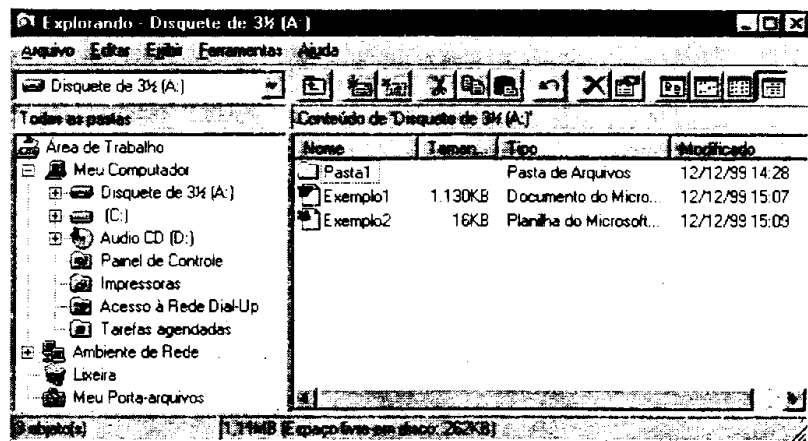 Explorando - Disquete de 3½ (A:)
Arquivo Editar Exibir Ferramentas Ajuda
Disquete de 3½ (A:)
Todas as pastas
Conteúdo de 'Disquete de 3½ (A:)'
Área de Trabalho
Meu Computador
Disquete de 3½ (A:)
(C:)
Audio CD (D:)
Painel de Controle
Impressoras
Acesso à Rede Dial-Up
Tarefas agendadas
Ambiente de Rede
Lixeira
Meu Porta-arquivos
Nome Taman... Tipo Modificado
Pasta1 Pasta de Arquivos 12/12/99 14:28
Exemplo1 1.130KB Documento do Micro... 12/12/99 15:07
Exemplo2 16KB Planilha do Microsoft... 12/12/99 15:09
objeto(s) 1,11MB (Espaço livre em disco: 262KB)